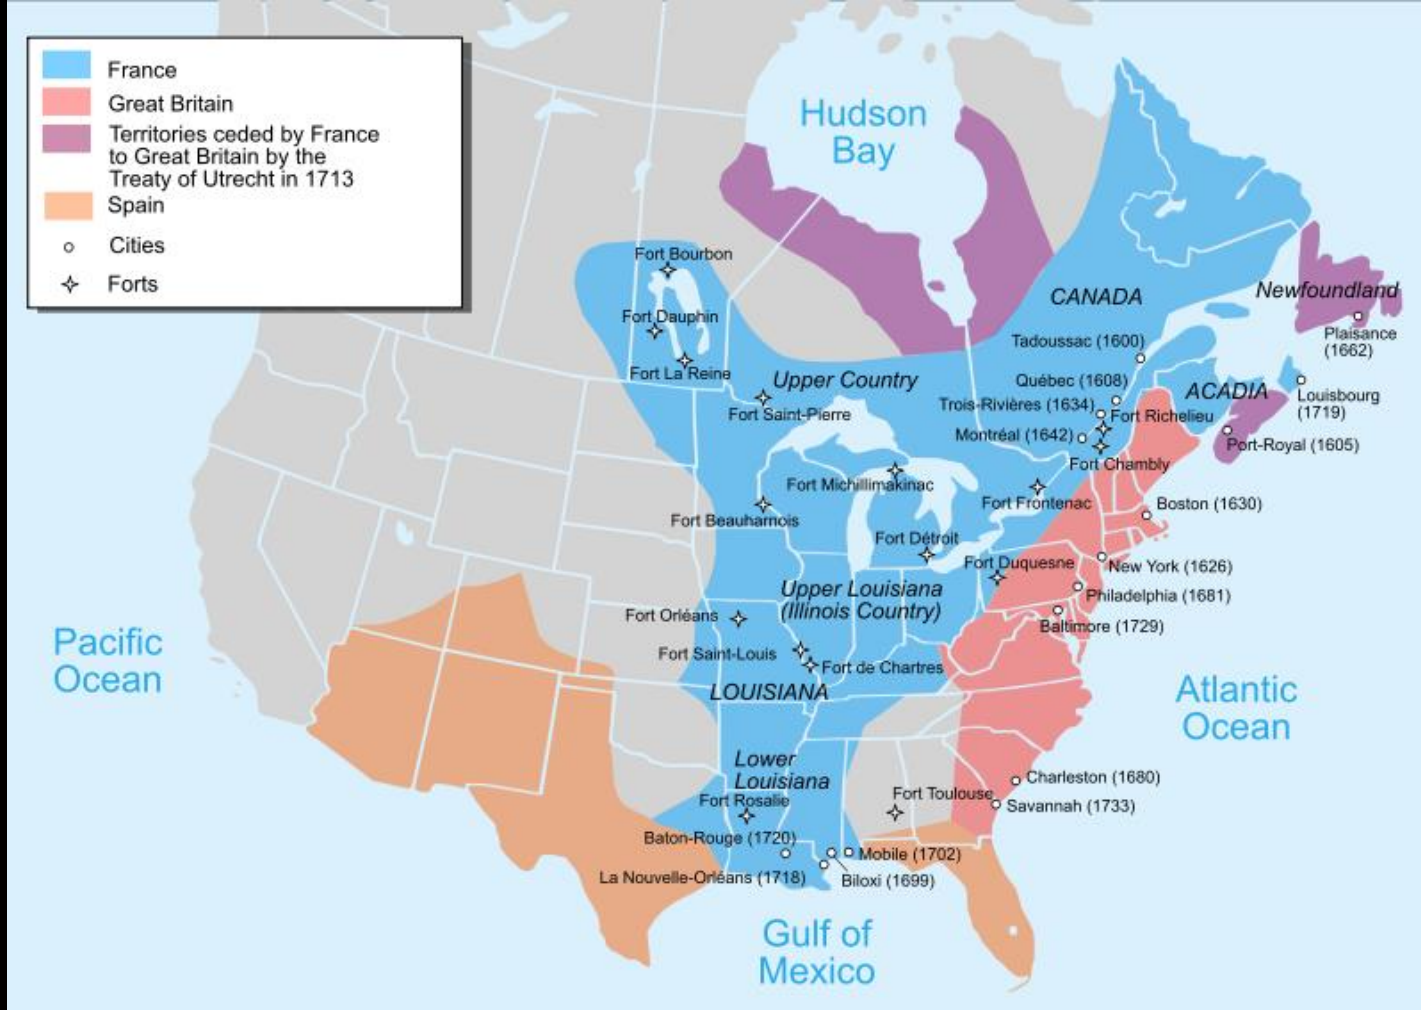 France
Great Britain
Territories ceded by France
to Great Britain by the
Treaty of Utrecht in 1713
Spain
Cities
Forts
Hudson
Bay
Fort Bourbon
Fort Dauphin
Fort La Reine
CANADA
Newfoundland
Plaisance
(1662)
Tadoussac (1600)
Upper Country
Québec (1608)
ACADIA
Louisbourg
(1719)
Trois-Rivières (1634)
Fort Richelieu
Fort Saint-Pierre
Montréal (1642)
Port-Royal (1605)
Fort Chambly
Fort Michillimakinac
Fort Frontenac
Boston (1630)
Fort Beauharnois
Fort Détroit
Fort Duquesne
New York (1626)
Upper Louisiana
(Illinois Country)
Philadelphia (1681)
Fort Orléans
Baltimore (1729)
Pacific
Ocean
Fort Saint-Louis
Fort de Chartres
LOUISIANA
Atlantic
Ocean
Lower
Louisiana
Charleston (1680)
Fort Rosalie
Fort Toulouse
Savannah (1733)
Baton-Rouge (1720)
Mobile (1702)
La Nouvelle-Orléans (1718)
Biloxi (1699)
Gulf of
Mexico